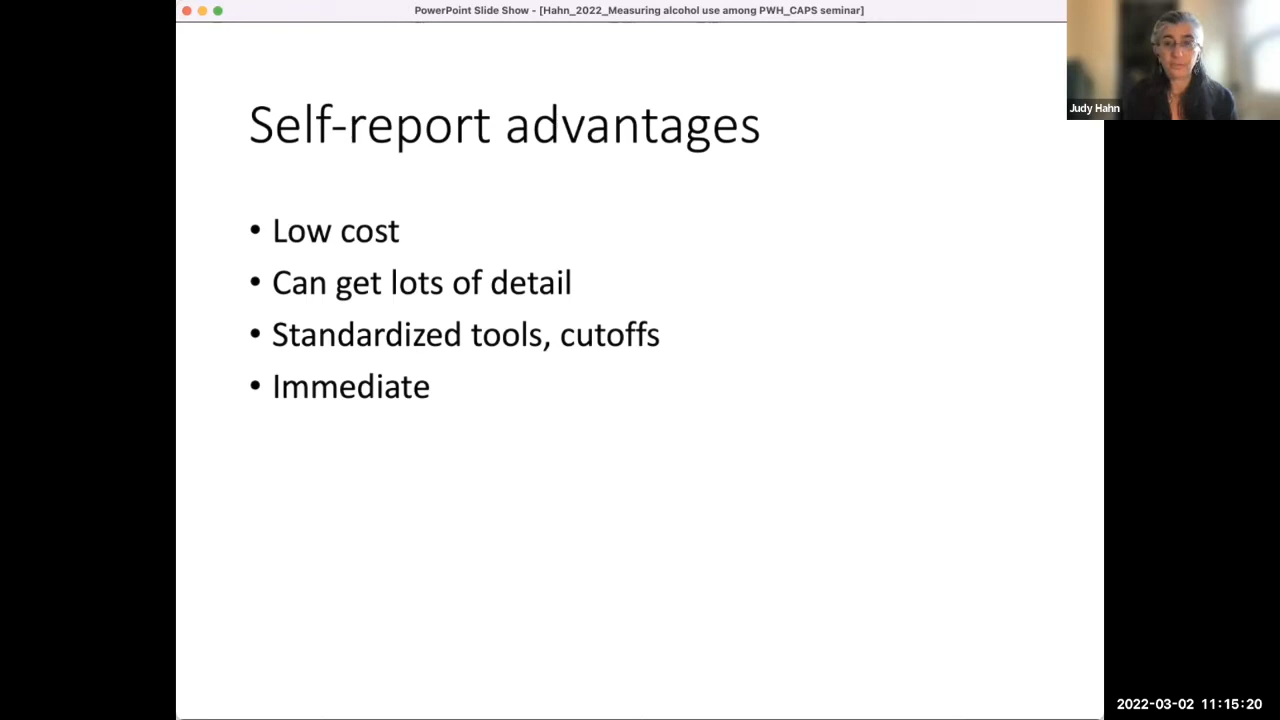 PowerPoint Slide Show - [Hahn_2022_Measuring alcohol use among PWH_CAPS seminar]
Judy Hahn
Self-report advantages
• Low cost
• Can get lots of detail
• Standardized tools, cutoffs
• Immediate
2022-03-02 11:15:20